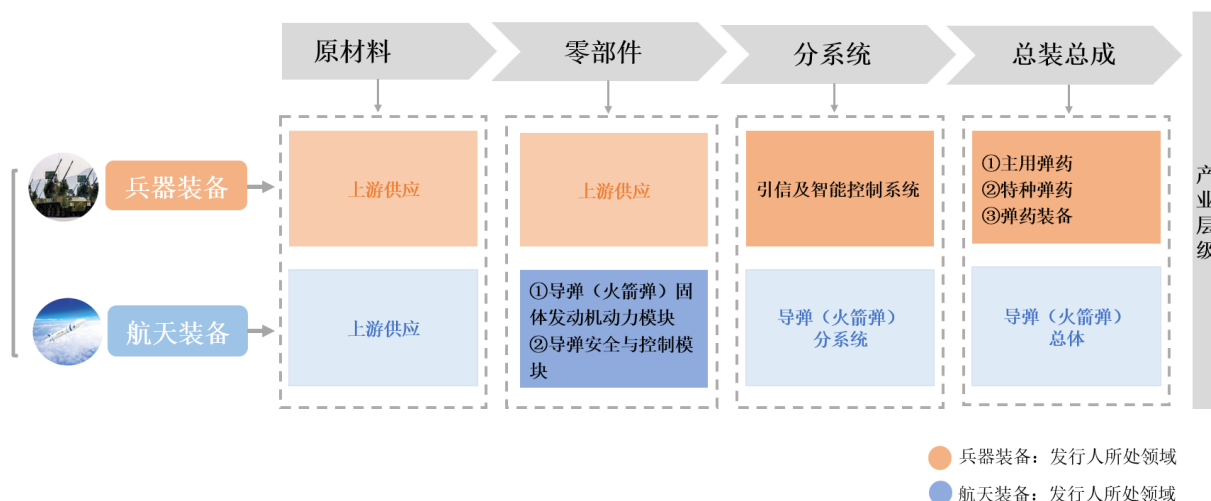 原材料
零部件
分系统
总装总成
兵器装备
上游供应
上游供应
引信及智能控制系统
①主用弹药
②特种弹药
③弹药装备
航天装备
上游供应
①导弹（火箭弹）固
体发动机动力模块
②导弹安全与控制模
块
导弹（火箭弹）
分系统
导弹（火箭弹）
总体
产
业
层
级
兵器装备：发行人所处领域
航天装备：发行人所处领域